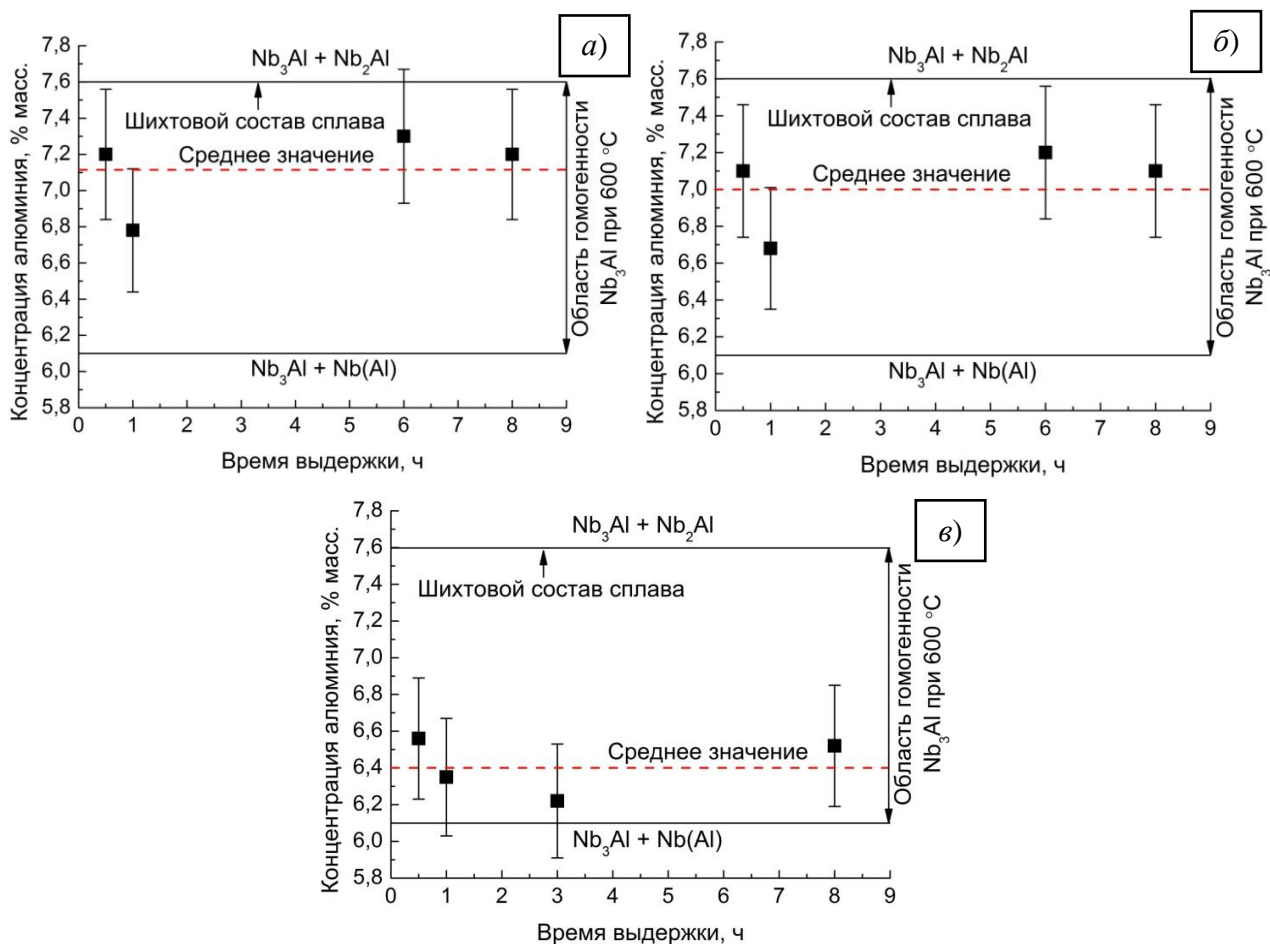 а)
Концентрация алюминия, % масс.
7,8
7,6
7,4
7,2
7,0
6,8
6,6
6,4
6,2
6,0
5,8
Nb₃Al + Nb₂Al
Шихтовой состав сплава
Среднее значение
Nb₃Al + Nb(Al)
Область гомогенности
Nb₃Al при 600 °C
0 1 2 3 4 5 6 7 8 9
Время выдержки, ч
б)
Концентрация алюминия, % масс.
7,8
7,6
7,4
7,2
7,0
6,8
6,6
6,4
6,2
6,0
5,8
Nb₃Al + Nb₂Al
Шихтовой состав сплава
Среднее значение
Nb₃Al + Nb(Al)
Область гомогенности
Nb₃Al при 600 °C
0 1 2 3 4 5 6 7 8 9
Время выдержки, ч
в)
Концентрация алюминия, % масс.
7,8
7,6
7,4
7,2
7,0
6,8
6,6
6,4
6,2
6,0
5,8
Nb₃Al + Nb₂Al
Шихтовой состав сплава
Среднее значение
Nb₃Al + Nb(Al)
Область гомогенности
Nb₃Al при 600 °C
0 1 2 3 4 5 6 7 8 9
Время выдержки, ч